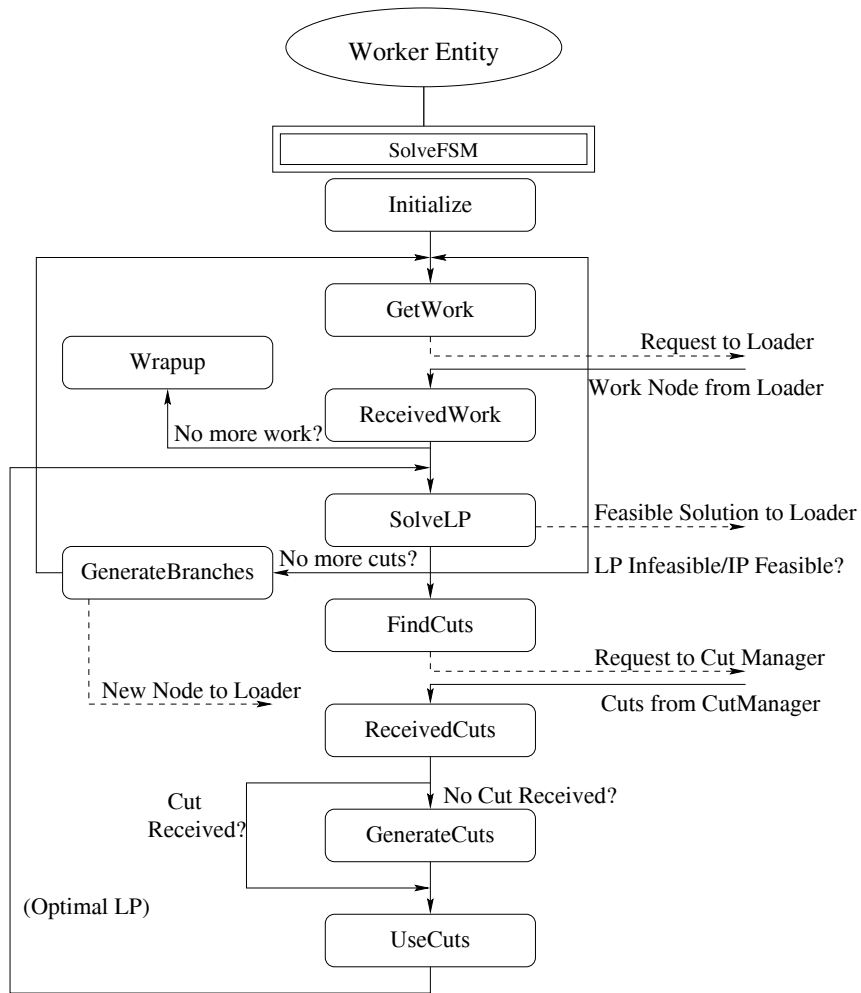 Worker Entity
SolveFSM
Initialize
GetWork
Request to Loader
Wrapup
Work Node from Loader
ReceivedWork
No more work?
SolveLP
Feasible Solution to Loader
No more cuts?
LP Infeasible/IP Feasible?
GenerateBranches
FindCuts
Request to Cut Manager
New Node to Loader
Cuts from CutManager
ReceivedCuts
Cut
Received?
No Cut Received?
GenerateCuts
(Optimal LP)
UseCuts